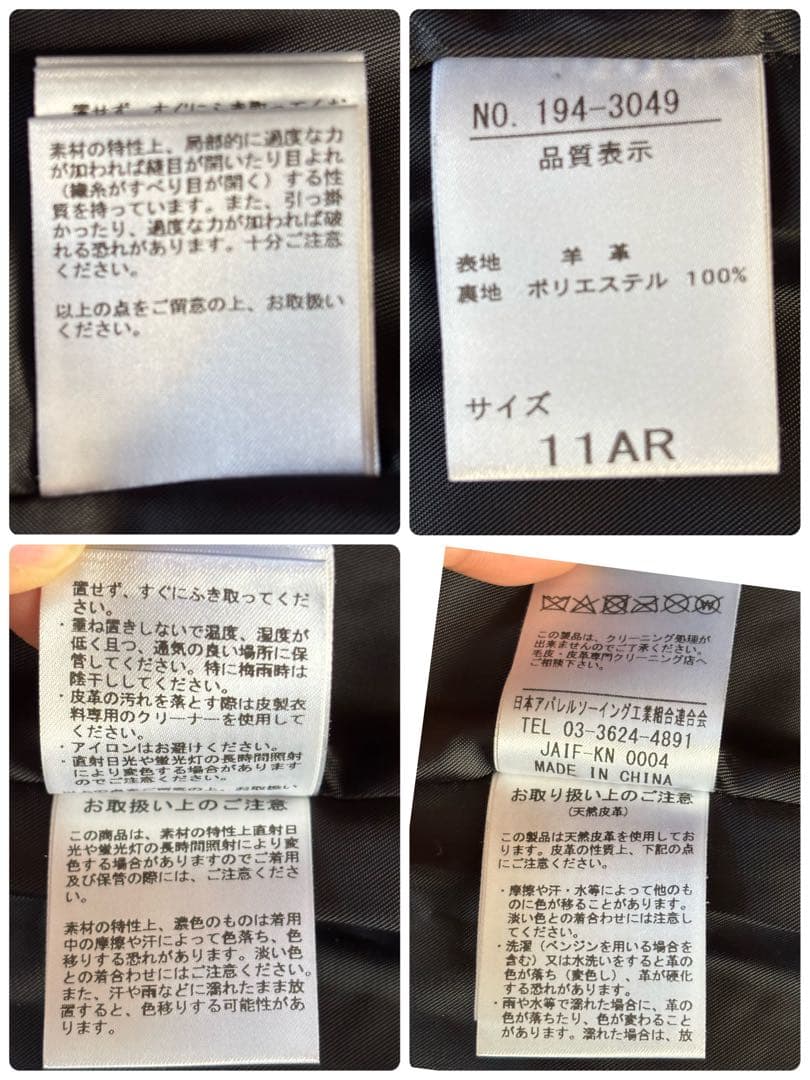 置せず、すぐにふき取ってくだ
素材の特性上、局部的に過度な力
が加われば縫目が開いたり目よれ
(織糸がすべり目が開く)する性
質を持っています。また、引っ掛
かったり、過度な力が加われば破
れる恐れがあります。十分ご注意
ください。
以上の点をご留意の上、お取扱い
ください。
NO. 194-3049
品質表示
表地 羊革
裏地 ポリエステル 100%
サイズ
11AR
置せず、すぐにふき取ってくだ
さい。
・重ね置きしないで温度、湿度が
低く且つ、通気の良い場所に保
管してください。特に梅雨時は
陰干ししてください。
・皮革の汚れを落とす際は皮製衣
料専用のクリーナーを使用して
ください。
・アイロンはお避けください。
・直射日光や蛍光灯の長時間照射
により変色する場合があります
のでご注意ください。
お取扱い上のご注意
この商品は、素材の特性上直射日
光や蛍光灯の長時間照射により変
色する場合がありますのでご着用
及び保管の際には、ご注意くださ
い。
素材の特性上、濃色のものは着用
中の摩擦や汗によって色落ち、色
移りする恐れがあります。淡い色
との着合わせにはご注意ください。
また、汗や雨などに濡れたまま放
置すると、色移りする可能性があ
ります。
この製品は、クリーニング処理が
出来ませんのでご了承ください。
毛皮・皮革専門クリーニング店へ
ご相談下さい。
日本アパレルソーイング工業組合連合会
TEL 03-3624-4891
JAIF-KN 0004
MADE IN CHINA
お取り扱い上のご注意
(天然皮革)
この製品は天然皮革を使用してお
ります。皮革の性質上、下記の点
にご注意ください。
・摩擦や汗・水等によって他のも
のに色が移ることがあります。
淡い色との着合わせには注意し
てください。
・洗濯(ベンジンを用いる場合を
含む)又は水洗いをすると革の
色が落ち(変色し)、革が硬化
する恐れがあります。
・雨や水等で濡れた場合に、革の
色が落ちたり、色が変わること
があります。濡れた場合は、放